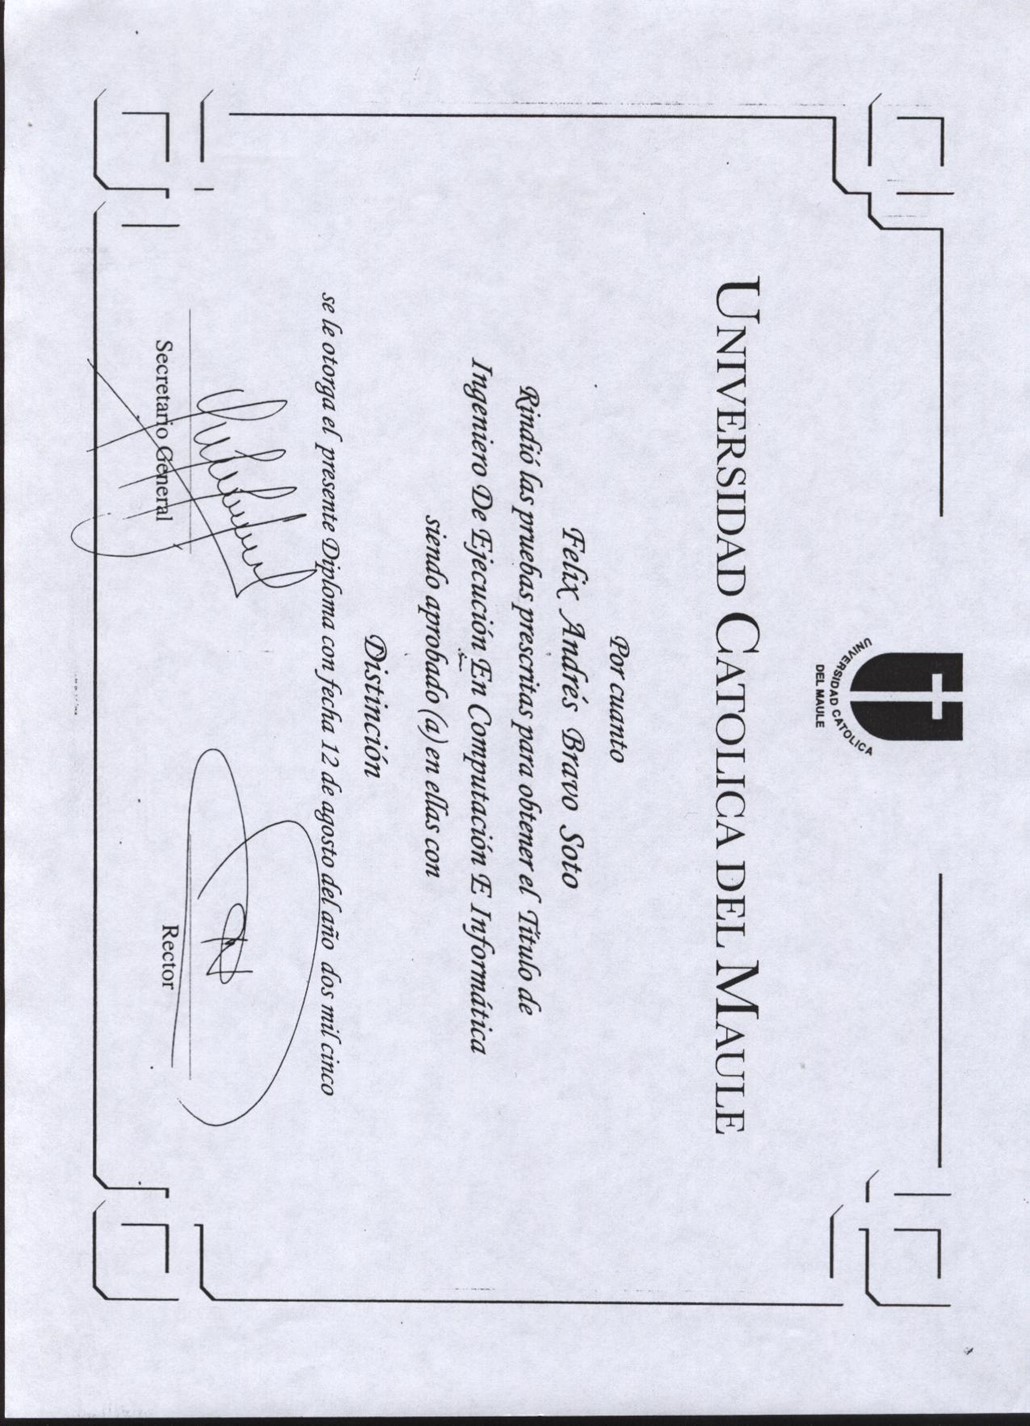 UNIVERSIDAD CATOLICA
DEL MAULE
UNIVERSIDAD CATOLICA DEL MAULE
Por cuanto
Felix Andrés Bravo Soto
Rindió las pruebas prescritas para obtener el Título de
Ingeniero De Ejecución En Computación E Informática
siendo aprobado (a) en ellas con
Distinción
se le otorga el presente Diploma con fecha 12 de agosto del año dos mil cinco
Secretario General
Rector